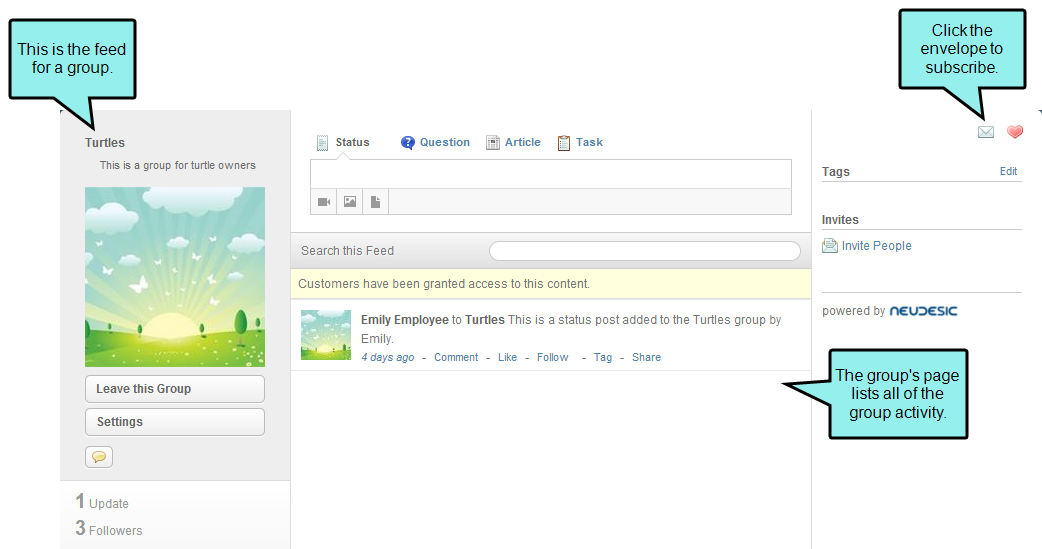 This is the feed
for a group.
Click the
envelope to
subscribe.
Turtles
This is a group for turtle owners
Leave this Group
Settings
1 Update
3 Followers
Status Question Article Task
Search this Feed
Customers have been granted access to this content.
Emily Employee to Turtles This is a status post added to the Turtles group by
Emily.
4 days ago - Comment - Like - Follow - Tag - Share
Tags Edit
Invites
Invite People
powered by NEUDESIC
The group's page
lists all of the
group activity.